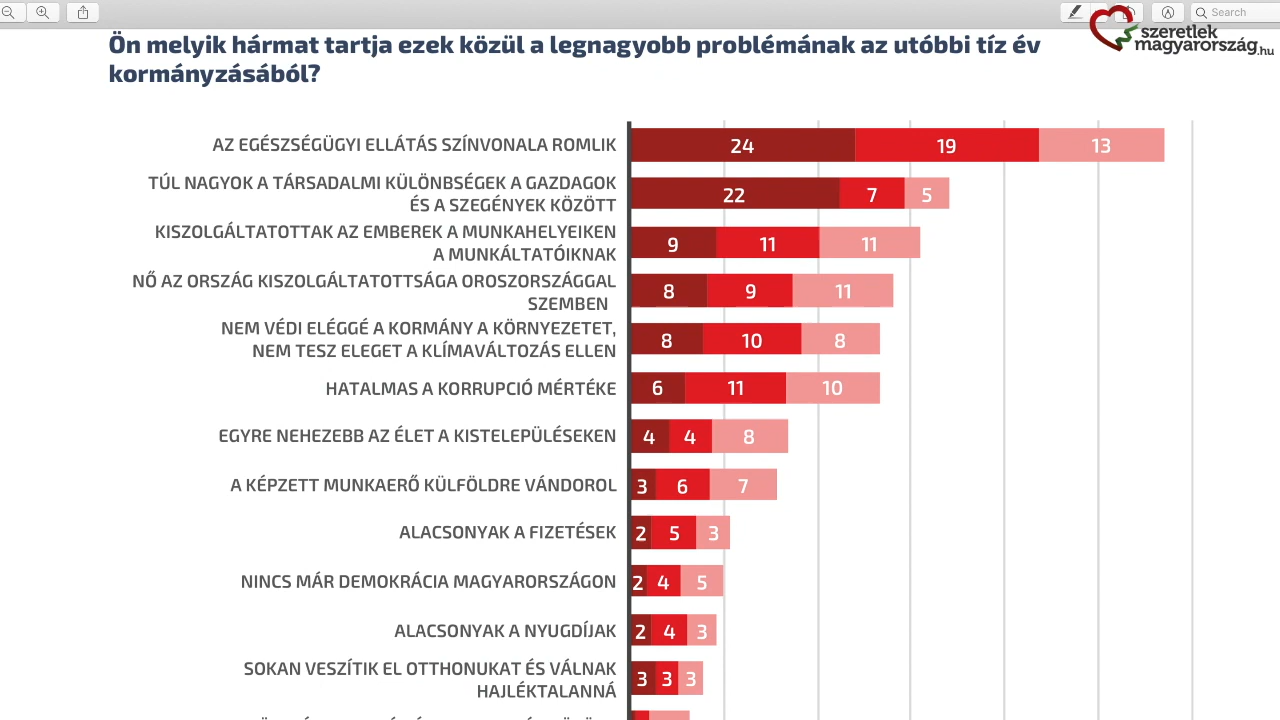 Search
szeretlek
magyarország.hu
Ön melyik hármat tartja ezek közül a legnagyobb problémának az utóbbi tíz év
kormányzásából?
AZ EGÉSZSÉGÜGYI ELLÁTÁS SZÍNVONALA ROMLIK
24 19 13
TÚL NAGYOK A TÁRSADALMI KÜLÖNBSÉGEK A GAZDAGOK
ÉS A SZEGÉNYEK KÖZÖTT
22 7 5
KISZOLGÁLTATOTTAK AZ EMBEREK A MUNKAHELYEIKEN
A MUNKÁLTATÓIKNAK
9 11 11
NŐ AZ ORSZÁG KISZOLGÁLTATOTTSÁGA OROSZORSZÁGGAL
SZEMBEN
8 9 11
NEM VÉDI ELÉGGÉ A KORMÁNY A KÖRNYEZETET,
NEM TESZ ELEGET A KLÍMAVÁLTOZÁS ELLEN
8 10 8
HATALMAS A KORRUPCIÓ MÉRTÉKE
6 11 10
EGYRE NEHEZEBB AZ ÉLET A KISTELEPÜLÉSEKEN
4 4 8
A KÉPZETT MUNKAERŐ KÜLFÖLDRE VÁNDOROL
3 6 7
ALACSONYAK A FIZETÉSEK
2 5 3
NINCS MÁR DEMOKRÁCIA MAGYARORSZÁGON
2 4 5
ALACSONYAK A NYUGDÍJAK
2 4 3
SOKAN VESZÍTIK EL OTTHONUKAT ÉS VÁLNAK
HAJLÉKTALANNÁ
3 3 3